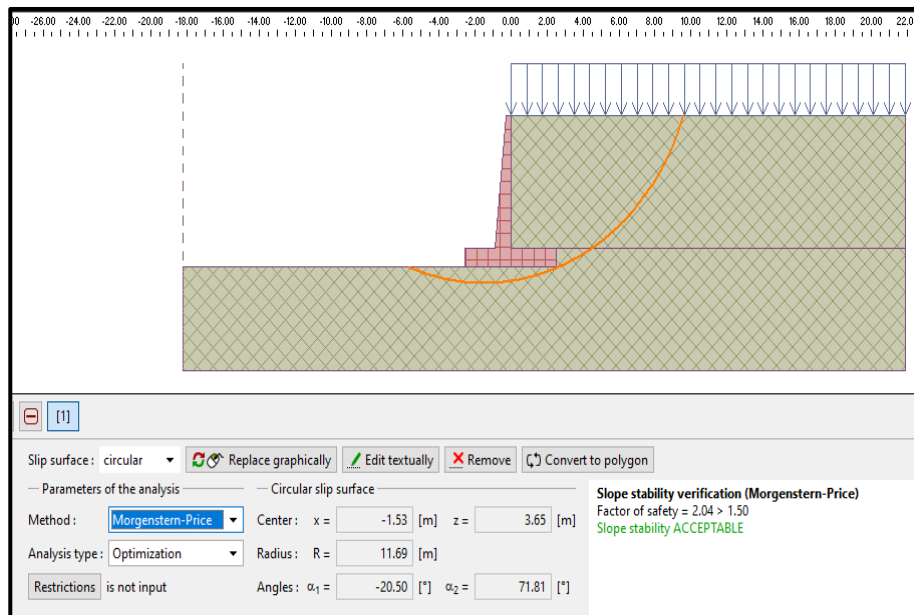 00 -26.00 -24.00 -22.00 -20.00 -18.00 -16.00 -14.00 -12.00 -10.00 -8.00 -6.00 -4.00 -2.00 0.00 2.00 4.00 6.00 8.00 10.00 12.00 14.00 16.00 18.00 20.00 22.0
[1]
Slip surface : circular Replace graphically Edit textually Remove Convert to polygon
Parameters of the analysis Circular slip surface
Method : Morgenstern-Price Center : x = -1.53 [m] z = 3.65 [m]
Analysis type : Optimization Radius : R = 11.69 [m]
Restrictions is not input Angles : α1 = -20.50 [°] α2 = 71.81 [°]
Slope stability verification (Morgenstern-Price)
Factor of safety = 2.04 > 1.50
Slope stability ACCEPTABLE